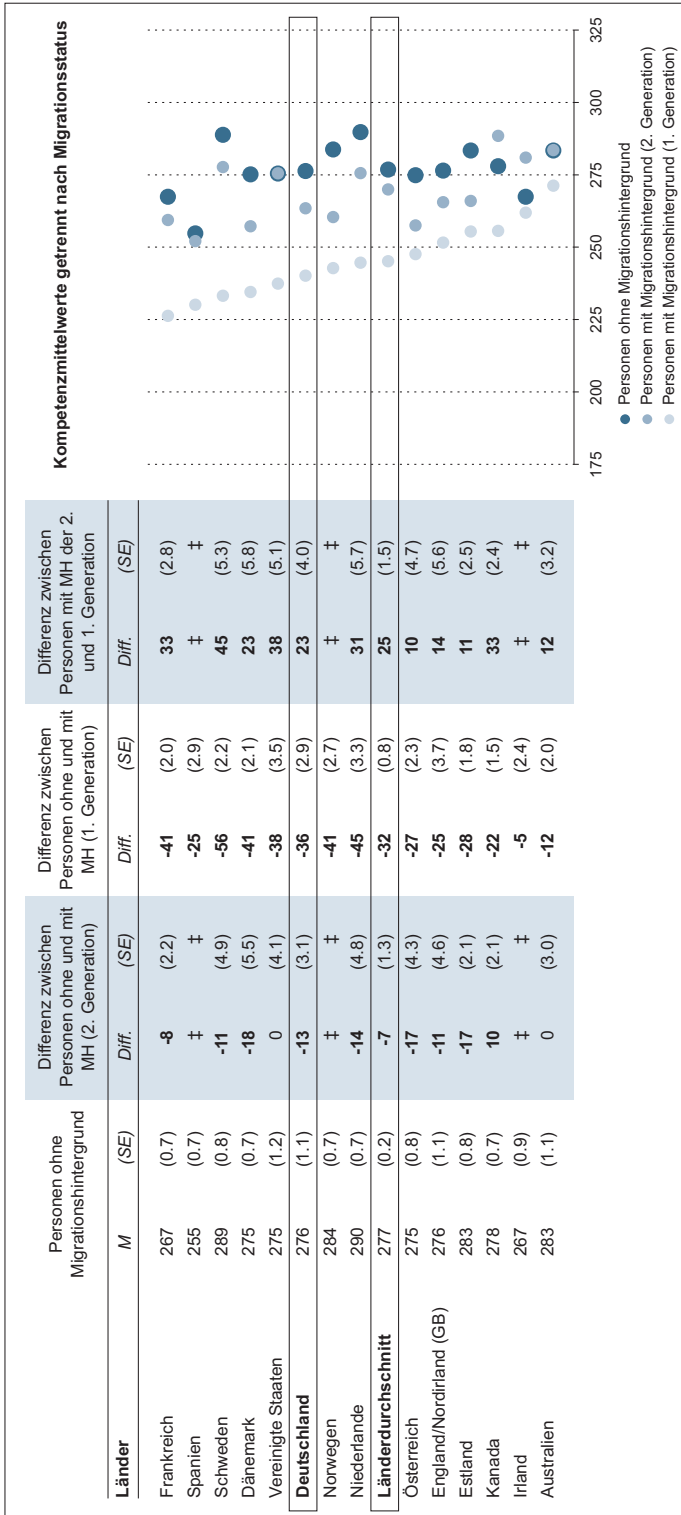 Personen ohne Migrationshintergrund
Differenz zwischen Personen ohne und mit MH (2. Generation)
Differenz zwischen Personen ohne und mit MH (1. Generation)
Differenz zwischen Personen mit MH der 2. und 1. Generation
Kompetenzmittelwerte getrennt nach Migrationsstatus
Länder M (SE) Diff. (SE) Diff. (SE) Diff. (SE)
Frankreich 267 (0.7) -8 (2.2) -41 (2.0) 33 (2.8)
Spanien 255 (0.7) ‡ ‡ -25 (2.9) ‡ ‡
Schweden 289 (0.8) -11 (4.9) -56 (2.2) 45 (5.3)
Dänemark 275 (0.7) -18 (5.5) -41 (2.1) 23 (5.8)
Vereinigte Staaten 275 (1.2) 0 (4.1) -38 (3.5) 38 (5.1)
Deutschland 276 (1.1) -13 (3.1) -36 (2.9) 23 (4.0)
Norwegen 284 (0.7) ‡ ‡ -41 (2.7) ‡ ‡
Niederlande 290 (0.7) -14 (4.8) -45 (3.3) 31 (5.7)
Länderdurchschnitt 277 (0.2) -7 (1.3) -32 (0.8) 25 (1.5)
Österreich 275 (0.8) -17 (4.3) -27 (2.3) 10 (4.7)
England/Nordirland (GB) 276 (1.1) -11 (4.6) -25 (3.7) 14 (5.6)
Estland 283 (0.8) -17 (2.1) -28 (1.8) 11 (2.5)
Kanada 278 (0.7) 10 (2.1) -22 (1.5) 33 (2.4)
Irland 267 (0.9) ‡ ‡ -5 (2.4) ‡ ‡
Australien 283 (1.1) 0 (3.0) -12 (2.0) 12 (3.2)
175 200 225 250 275 300 325
Personen ohne Migrationshintergrund
Personen mit Migrationshintergrund (2. Generation)
Personen mit Migrationshintergrund (1. Generation)